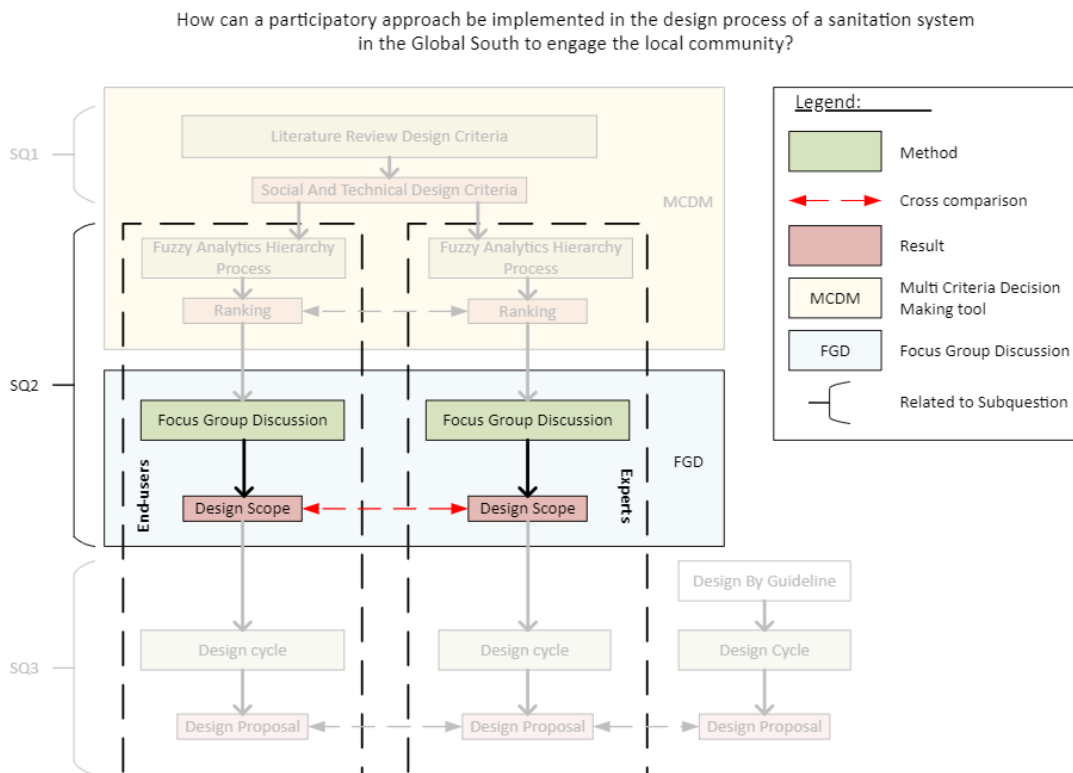 How can a participatory approach be implemented in the design process of a sanitation system
in the Global South to engage the local community?
SQ1
Literature Review Design Criteria
Social And Technical Design Criteria
MCDM
SQ2
Fuzzy Analytics Hierarchy
Process
Fuzzy Analytics Hierarchy
Process
Ranking
Ranking
Focus Group Discussion
Focus Group Discussion
FGD
End-users
Experts
Design Scope
Design Scope
SQ3
Design By Guideline
Design cycle
Design cycle
Design Cycle
Design Proposal
Design Proposal
Design Proposal
Legend:
Method
Cross comparison
Result
MCDM
Multi Criteria Decision
Making tool
FGD
Focus Group Discussion
Related to Subquestion